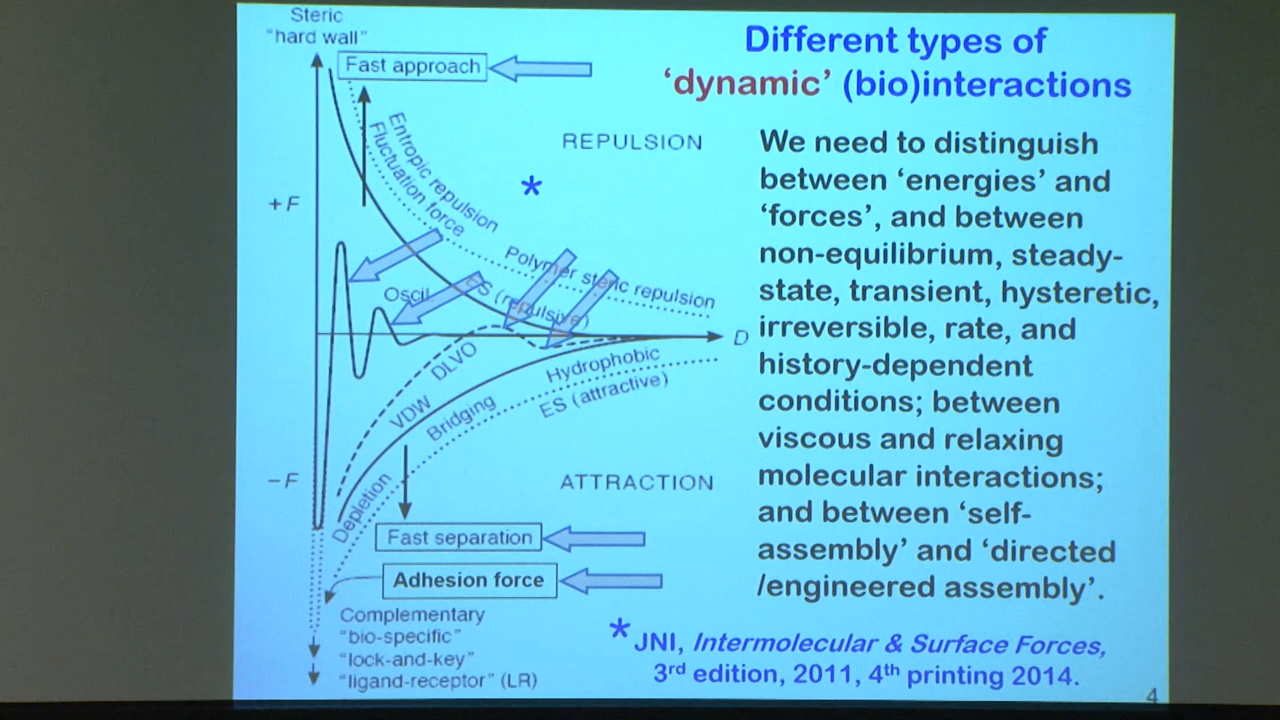 Steric
"hard wall"
Fast approach
Entropic repulsion
Fluctuation force
REPULSION
+F
*
Polymer steric repulsion
Oscil
ES (repulsive)
D
DLVO
Hydrophobic
VDW
Bridging
ES (attractive)
−F
ATTRACTION
Depletion
Fast separation
Adhesion force
Complementary
"bio-specific"
"lock-and-key"
"ligand-receptor" (LR)
Different types of
‘dynamic’ (bio)interactions
We need to distinguish
between ‘energies’ and
‘forces’, and between
non-equilibrium, steady-
state, transient, hysteretic,
irreversible, rate, and
history-dependent
conditions; between
viscous and relaxing
molecular interactions;
and between ‘self-
assembly’ and ‘directed
/engineered assembly’.
* JNI, Intermolecular & Surface Forces,
3rd edition, 2011, 4th printing 2014.
4